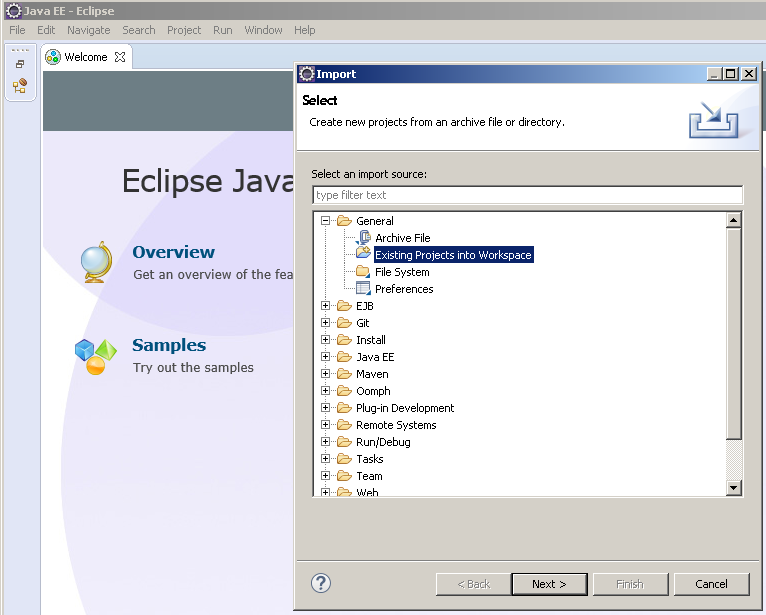 Java EE - Eclipse
File Edit Navigate Search Project Run Window Help
Welcome
Eclipse Java
Overview
Get an overview of the fea
Samples
Try out the samples
Import
Select
Create new projects from an archive file or directory.
Select an import source:
type filter text
General
Archive File
Existing Projects into Workspace
File System
Preferences
EJB
Git
Install
Java EE
Maven
Oomph
Plug-in Development
Remote Systems
Run/Debug
Tasks
Team
Web
?
< Back Next > Finish Cancel